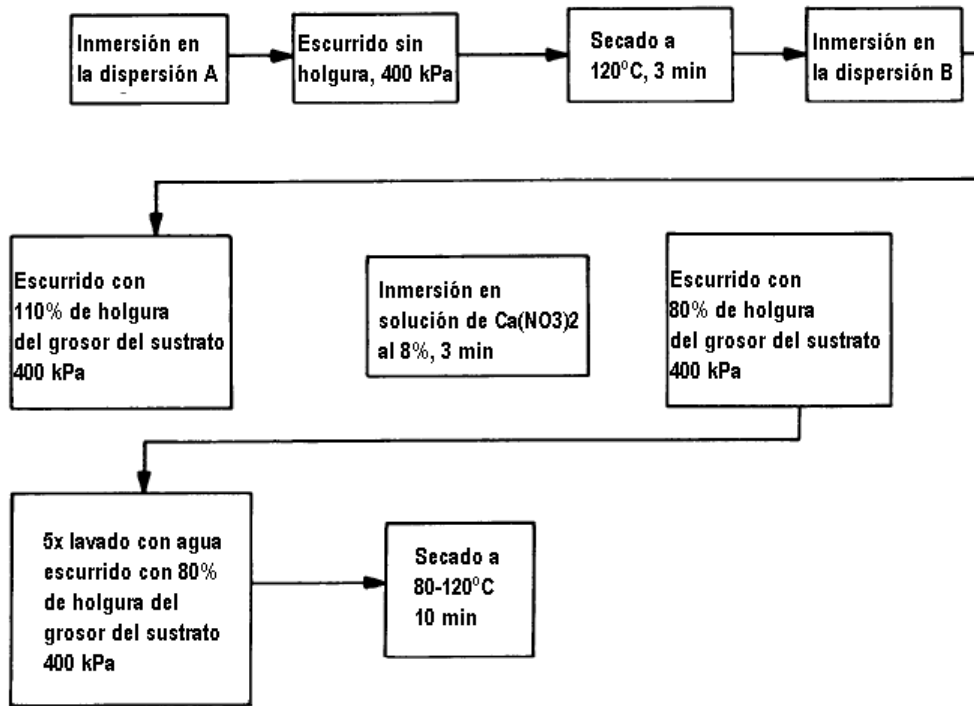 Inmersión en
la dispersión A
Escurrido sin
holgura, 400 kPa
Secado a
120ºC, 3 min
Inmersión en
la dispersión B
Escurrido con
110% de holgura
del grosor del sustrato
400 kPa
Inmersión en
solución de Ca(NO3)2
al 8%, 3 min
Escurrido con
80% de holgura
del grosor del sustrato
400 kPa
5x lavado con agua
escurrido con 80%
de holgura del
grosor del sustrato
400 kPa
Secado a
80-120ºC
10 min